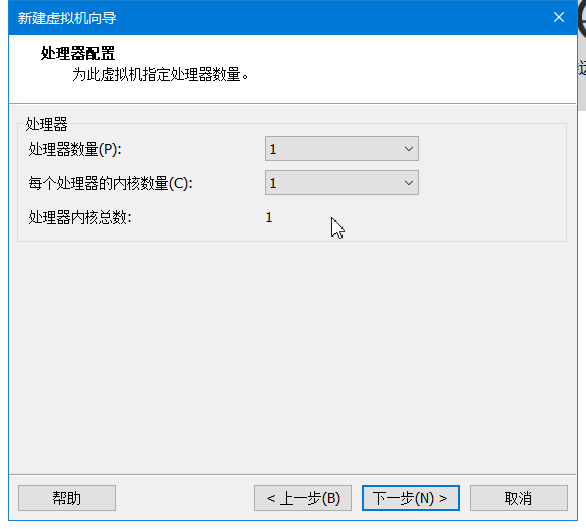 新建虚拟机向导
处理器配置
为此虚拟机指定处理器数量。
处理器
处理器数量(P): 1
每个处理器的内核数量(C): 1
处理器内核总数: 1
帮助 < 上一步(B) 下一步(N) > 取消